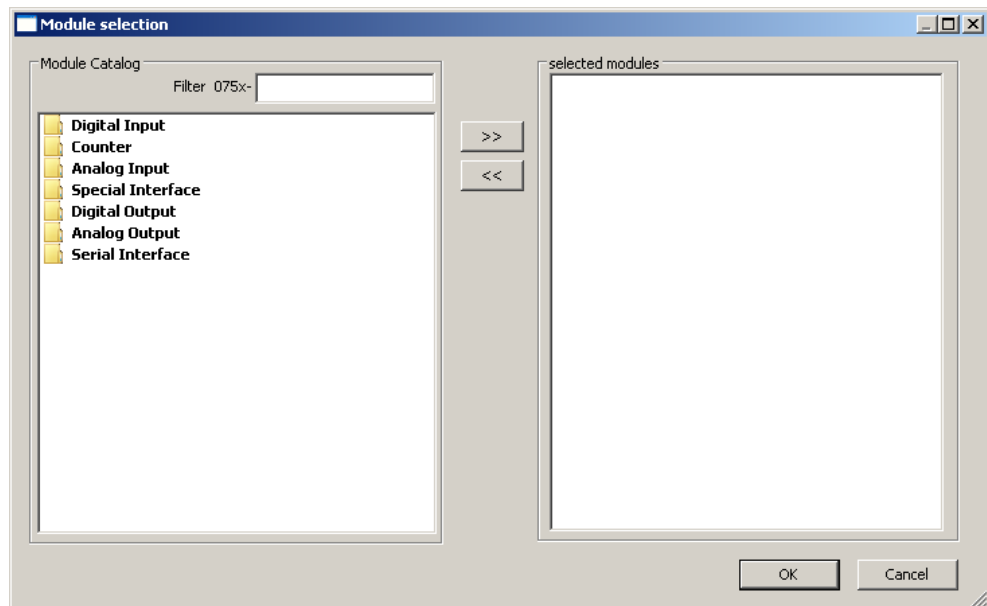 Module selection
Module Catalog
Filter 075x-
Digital Input
Counter
Analog Input
Special Interface
Digital Output
Analog Output
Serial Interface
>>
<<
selected modules
OK
Cancel